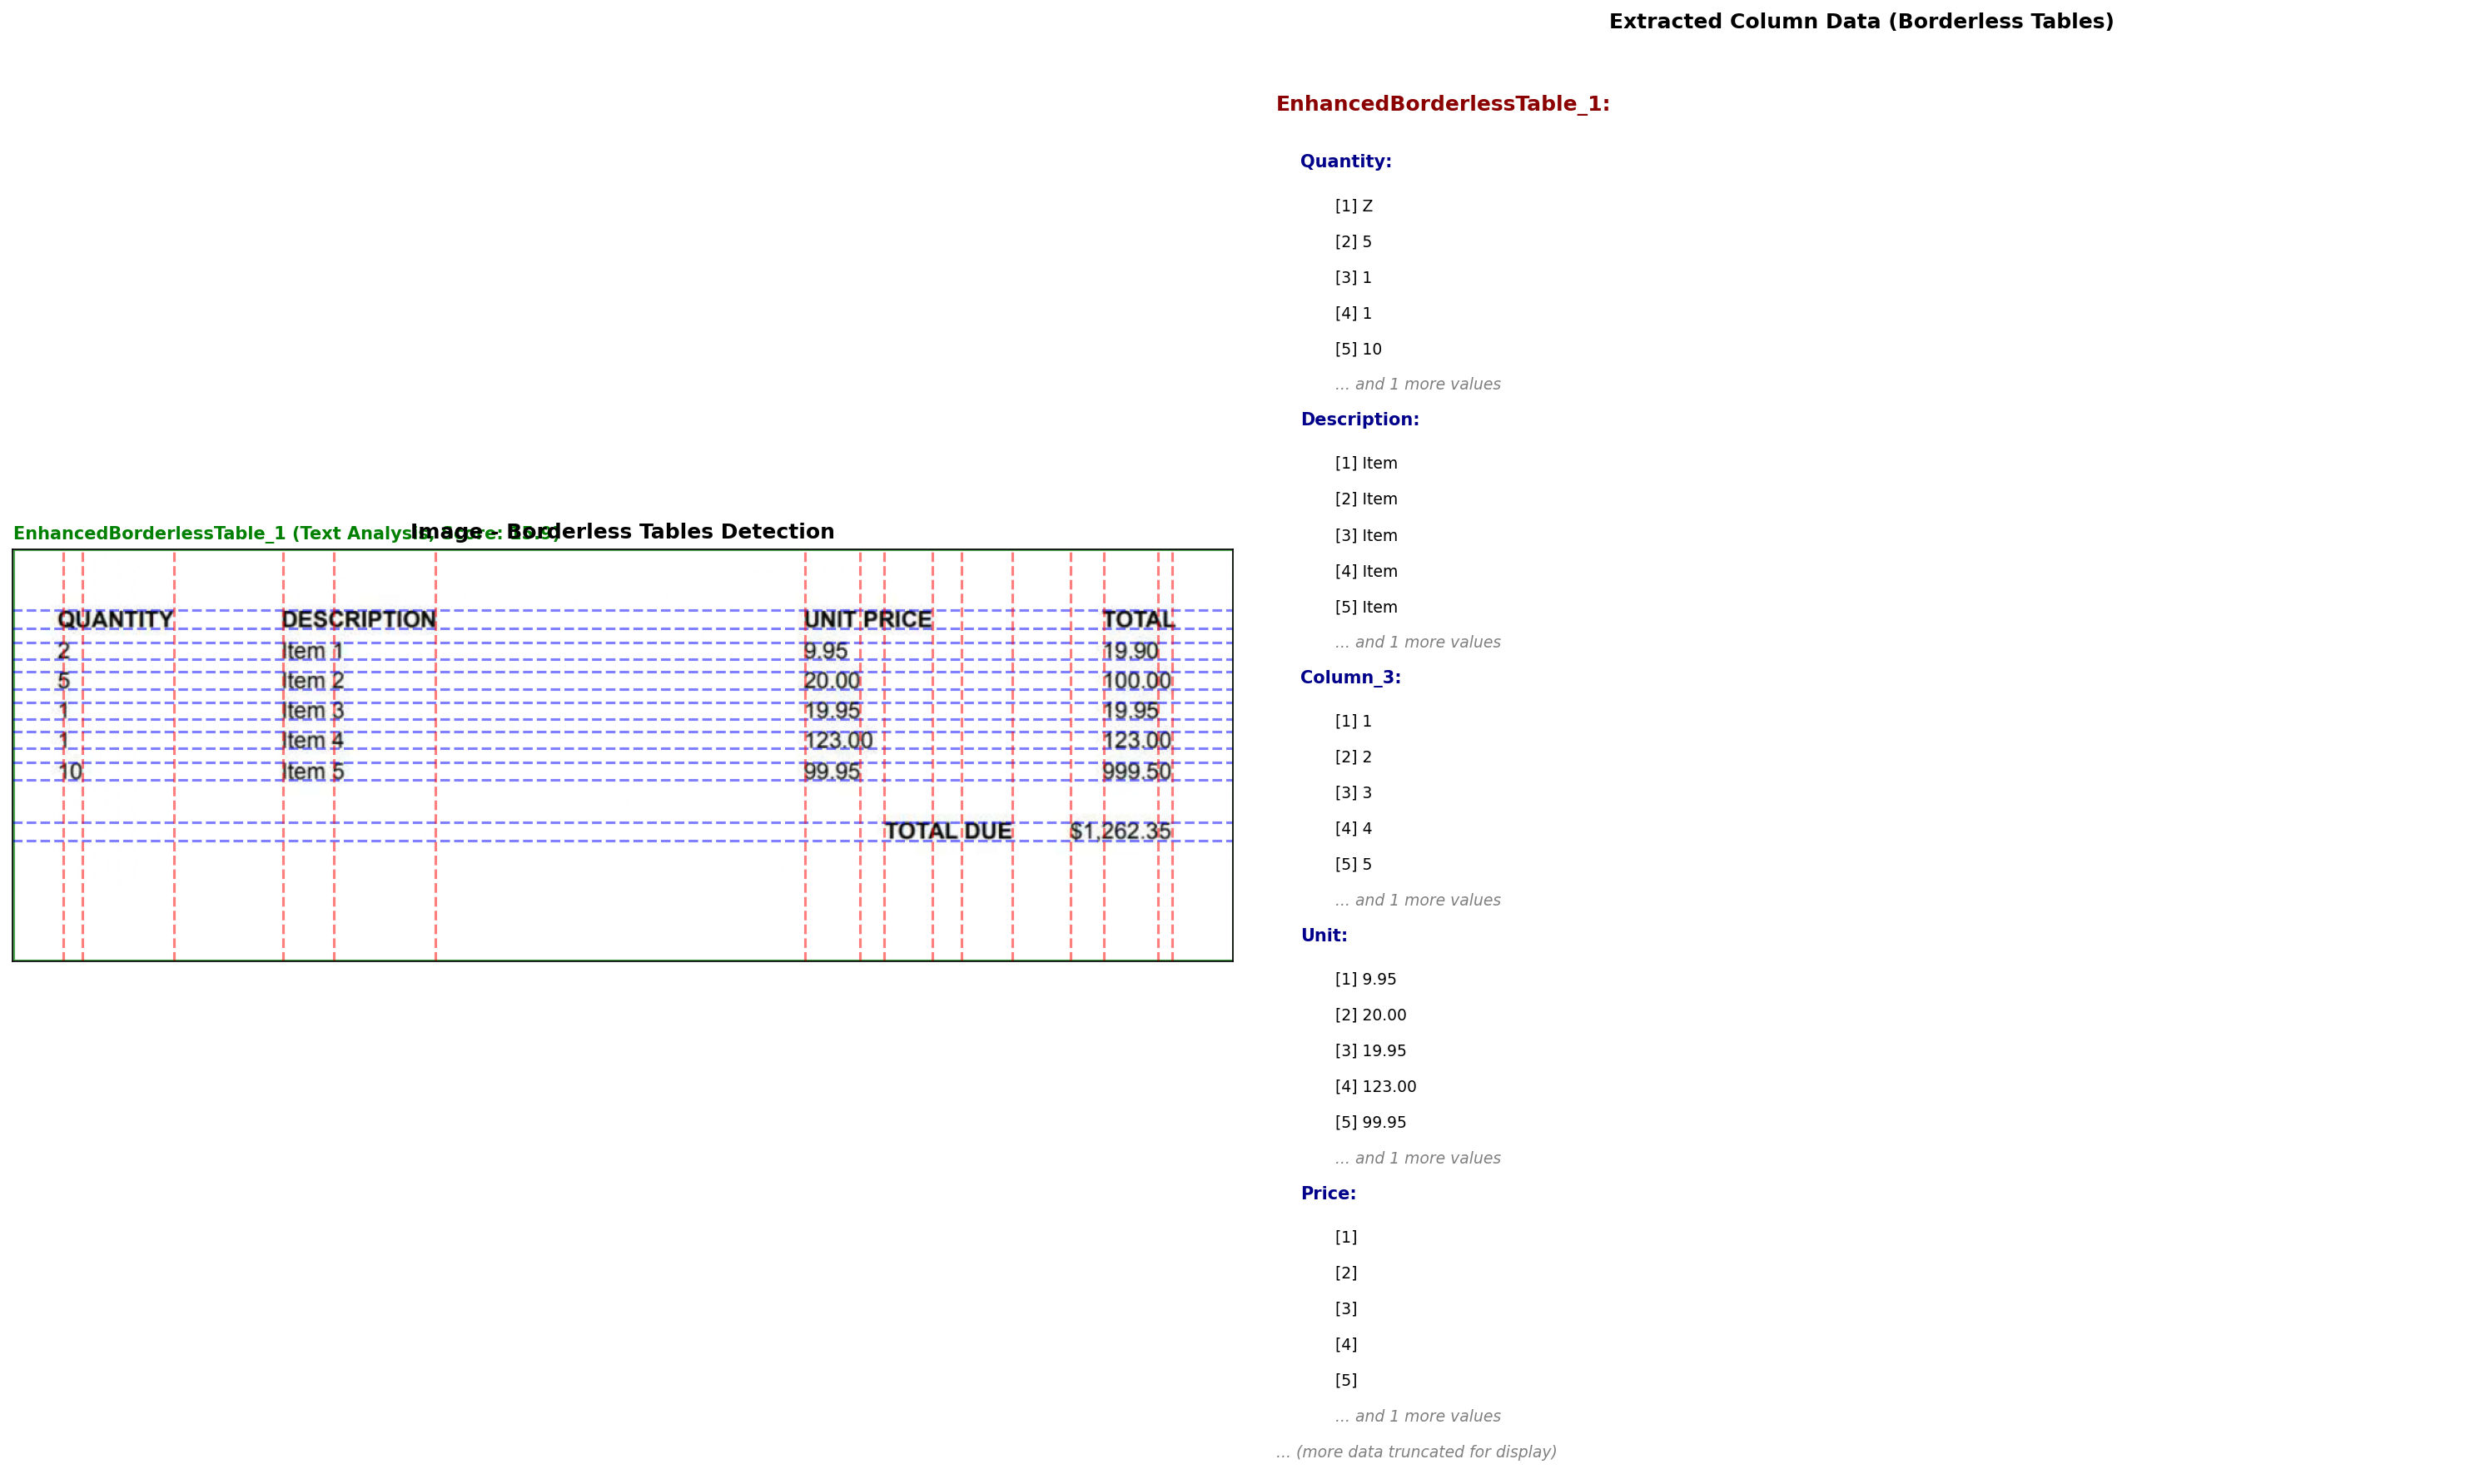 Extracted Column Data (Borderless Tables)
EnhancedBorderlessTable_1:
Quantity:
[1] Z
[2] 5
[3] 1
[4] 1
[5] 10
... and 1 more values
Description:
[1] Item
[2] Item
[3] Item
[4] Item
[5] Item
... and 1 more values
Column_3:
[1] 1
[2] 2
[3] 3
[4] 4
[5] 5
... and 1 more values
Unit:
[1] 9.95
[2] 20.00
[3] 19.95
[4] 123.00
[5] 99.95
... and 1 more values
Price:
[1]
[2]
[3]
[4]
[5]
... and 1 more values
... (more data truncated for display)
EnhancedBorderlessTable_1 (Text Analysis, Score:
Image - Borderless Tables Detection
QUANTITY DESCRIPTION UNIT PRICE TOTAL
2 Item 1 9.95 19.90
5 Item 2 20.00 100.00
1 Item 3 19.95 19.95
1 Item 4 123.00 123.00
10 Item 5 99.95 999.50
TOTAL DUE $1,262.35